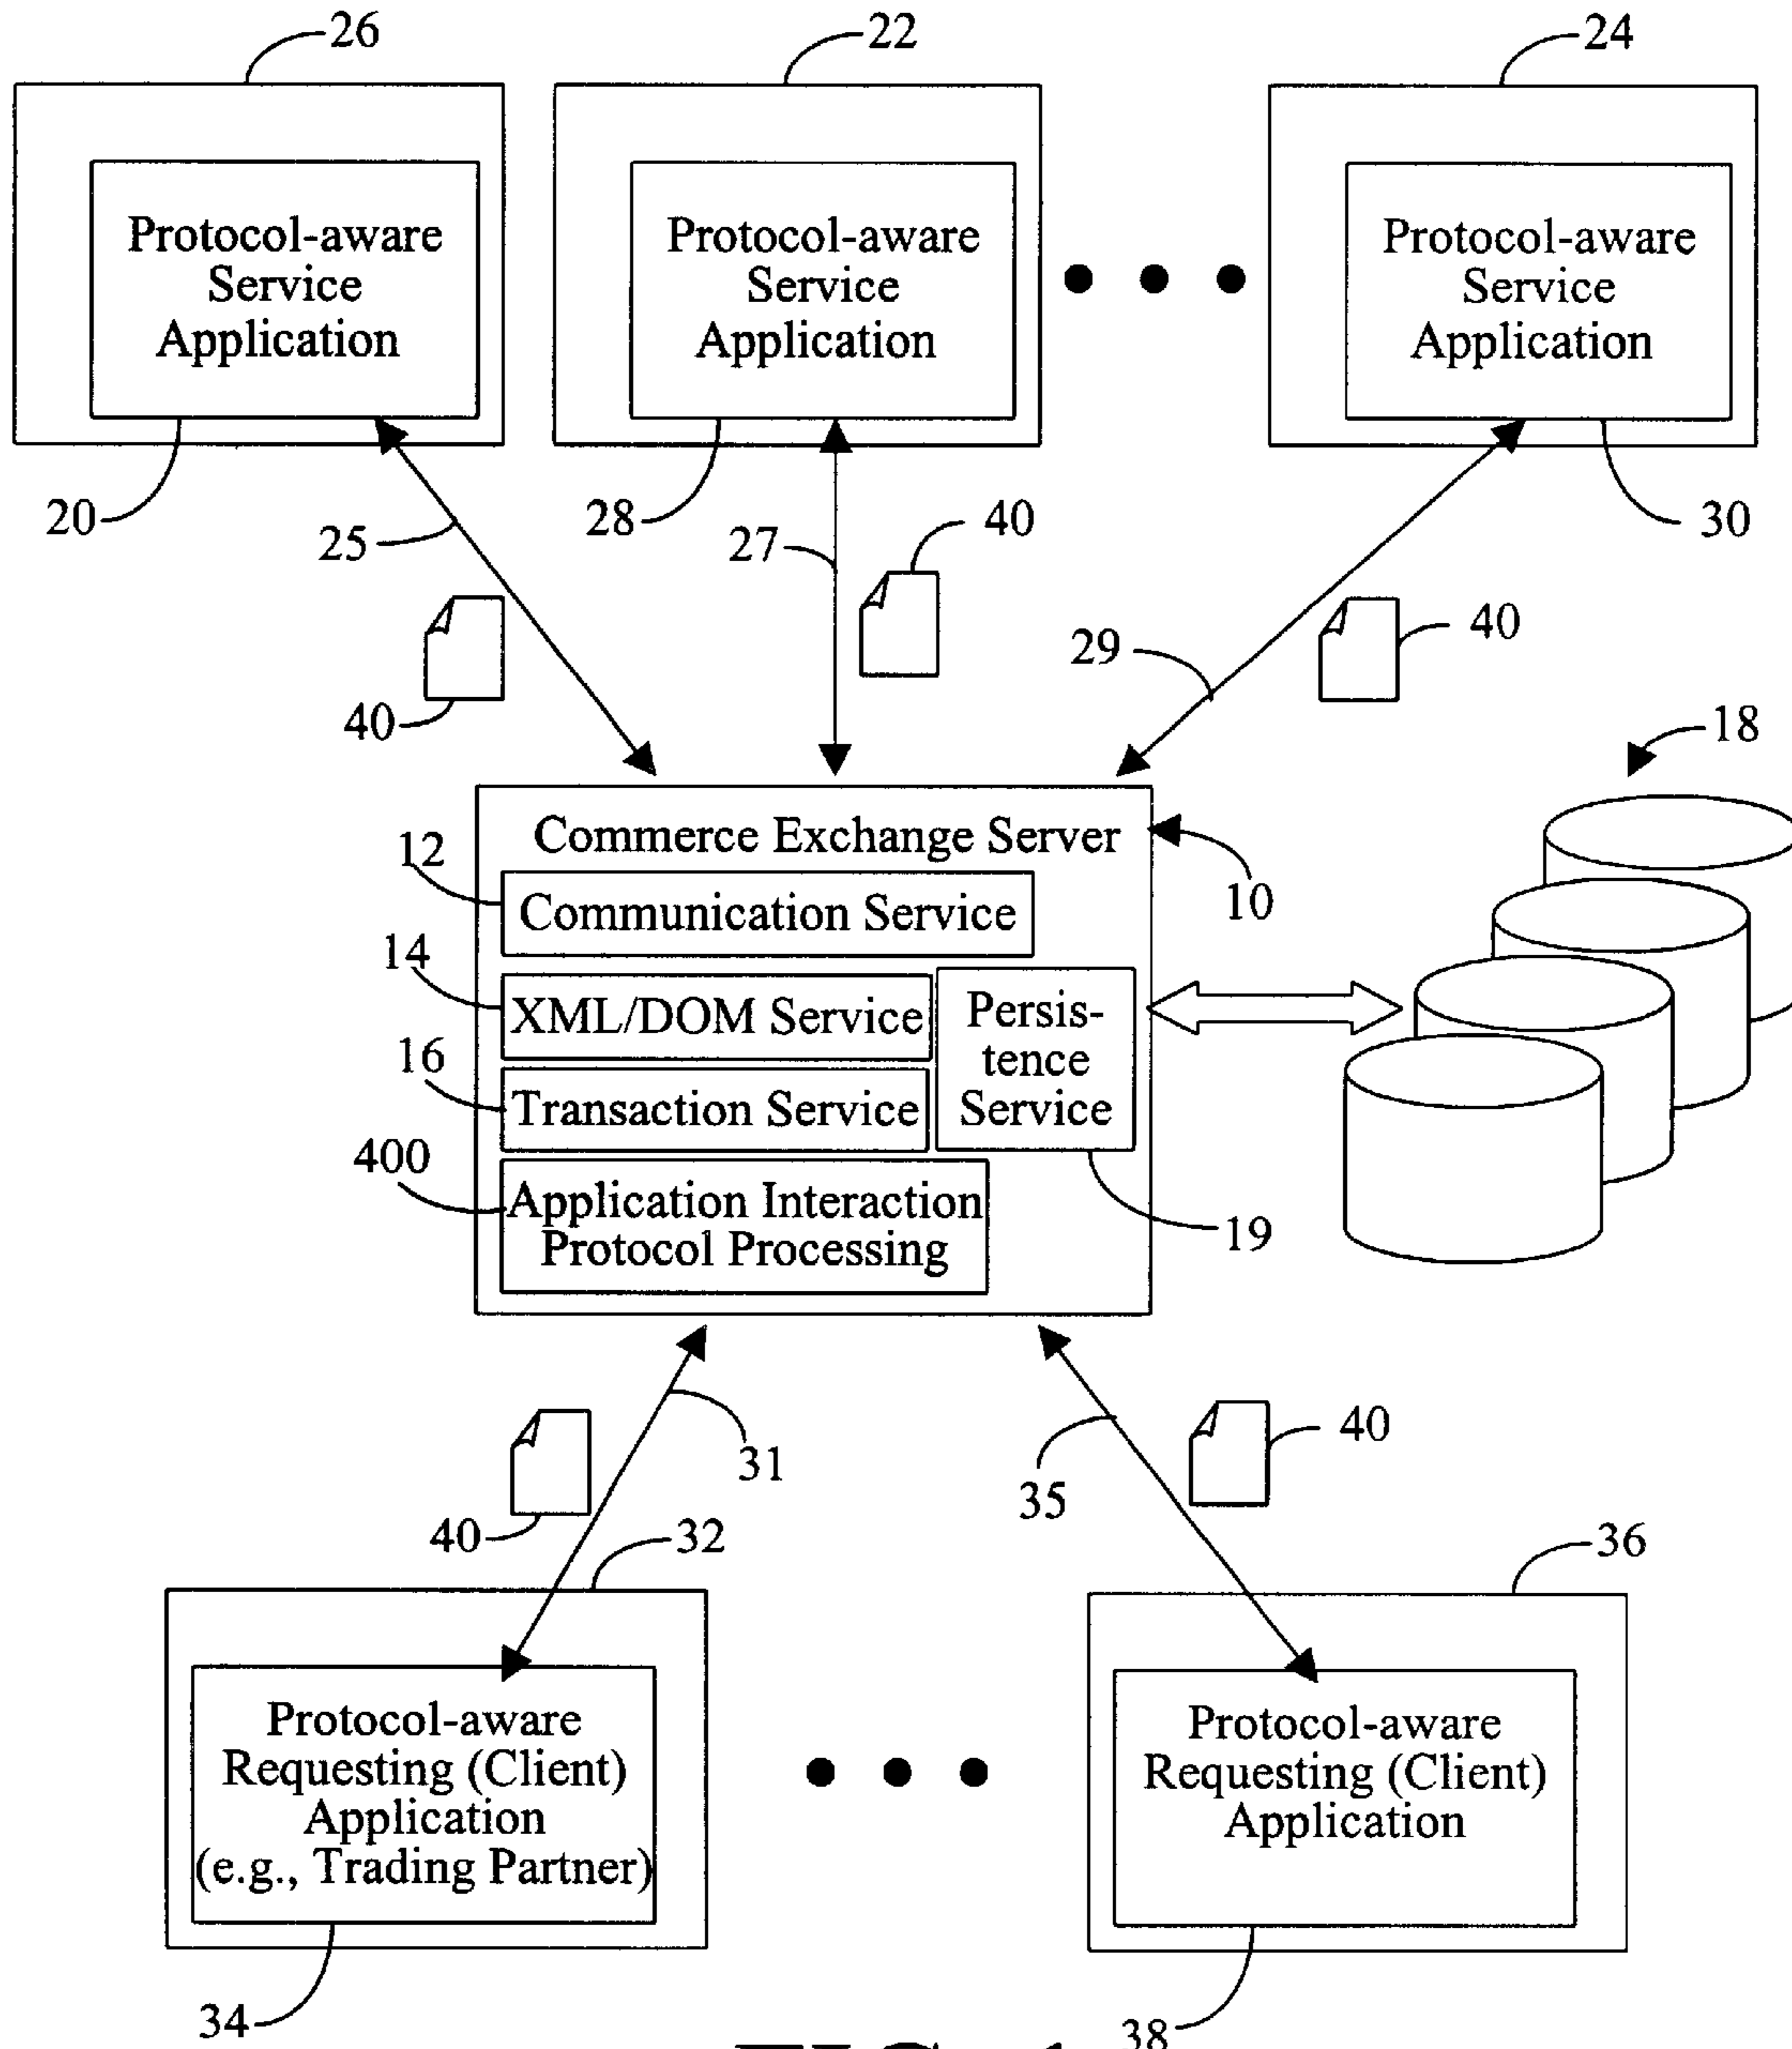 26
22
24
Protocol-aware
Service
Application
Protocol-aware
Service
Application
Protocol-aware
Service
Application
20
25
28
27
40
30
40
29
40
18
Commerce Exchange Server
12
10
Communication Service
14
XML/DOM Service
Persis-
tence
Service
16
Transaction Service
400
Application Interaction
Protocol Processing
19
31
35
40
40
32
36
Protocol-aware
Requesting (Client)
Application
(e.g., Trading Partner)
Protocol-aware
Requesting (Client)
Application
34
38